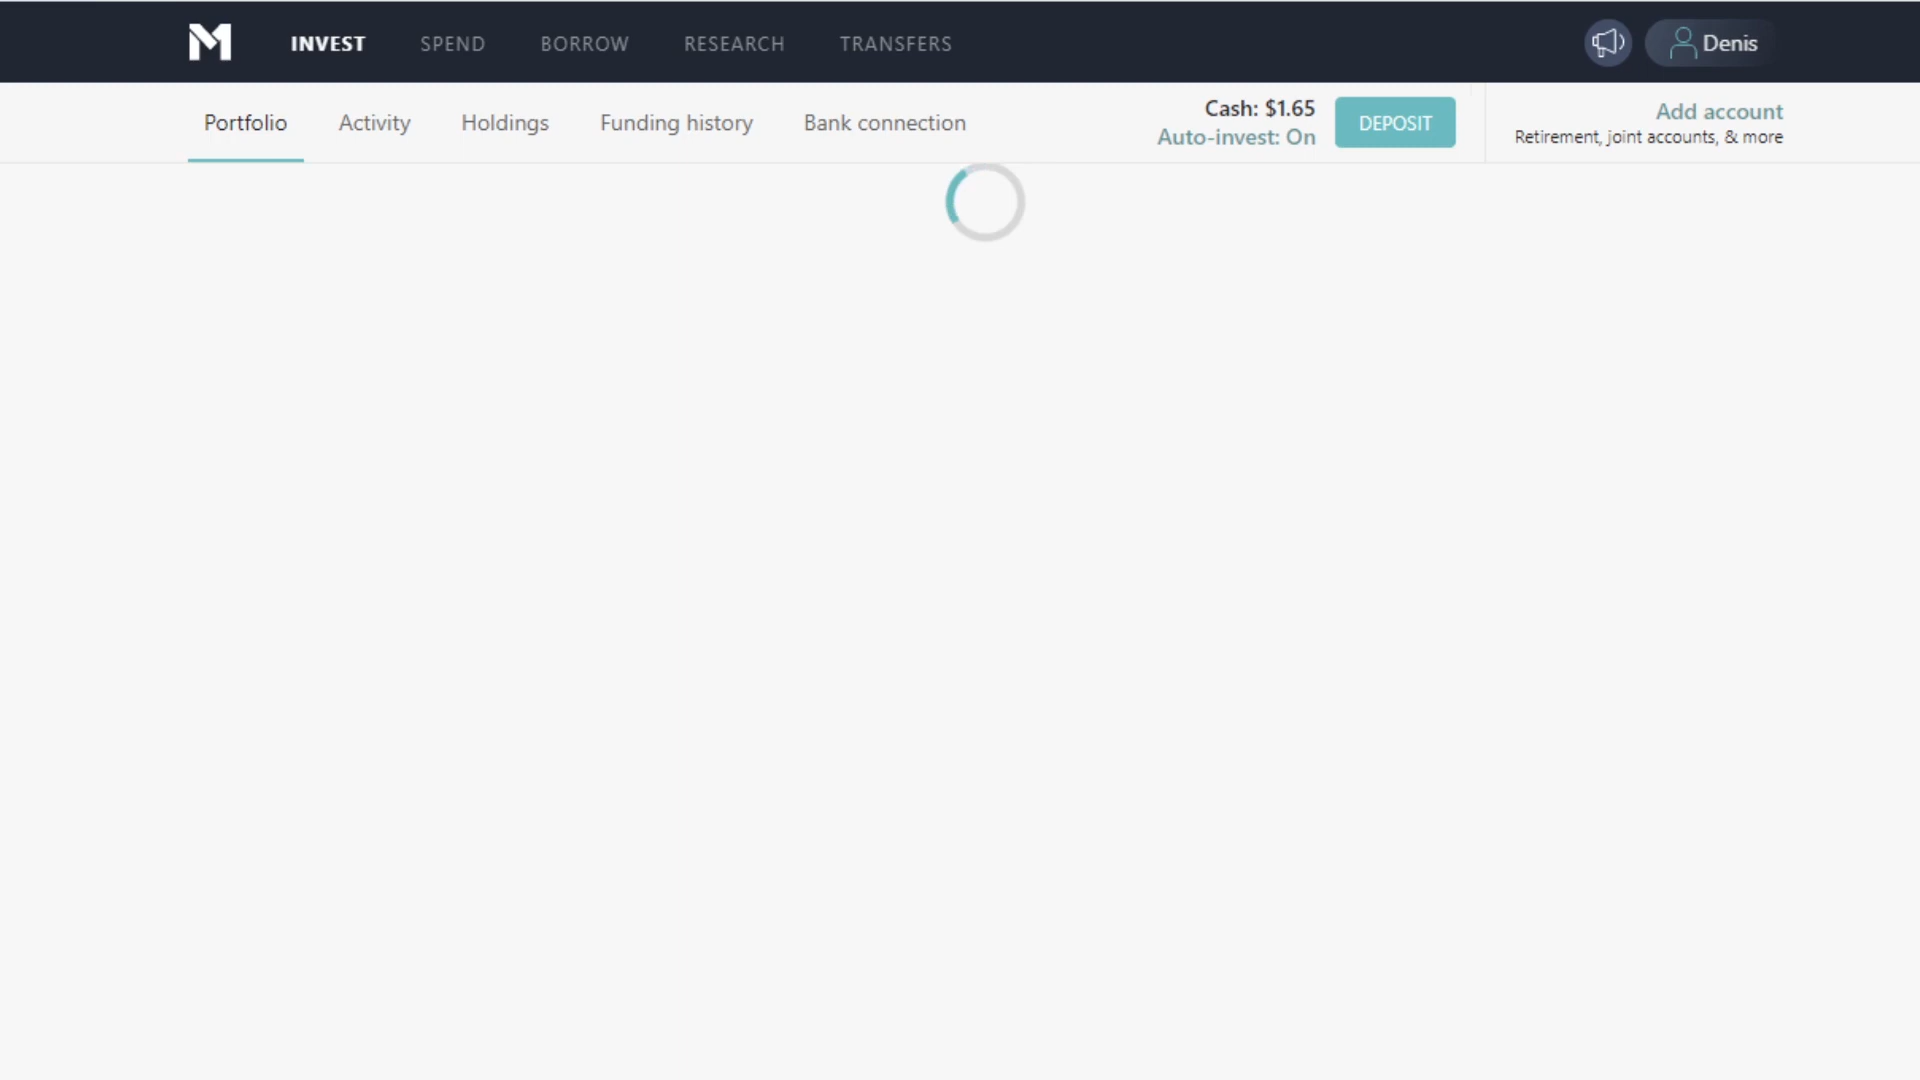 M
INVEST
SPEND
BORROW
RESEARCH
TRANSFERS
Denis
Portfolio
Activity
Holdings
Funding history
Bank connection
Cash: $1.65
Auto-invest: On
DEPOSIT
Add account
Retirement, joint accounts, & more